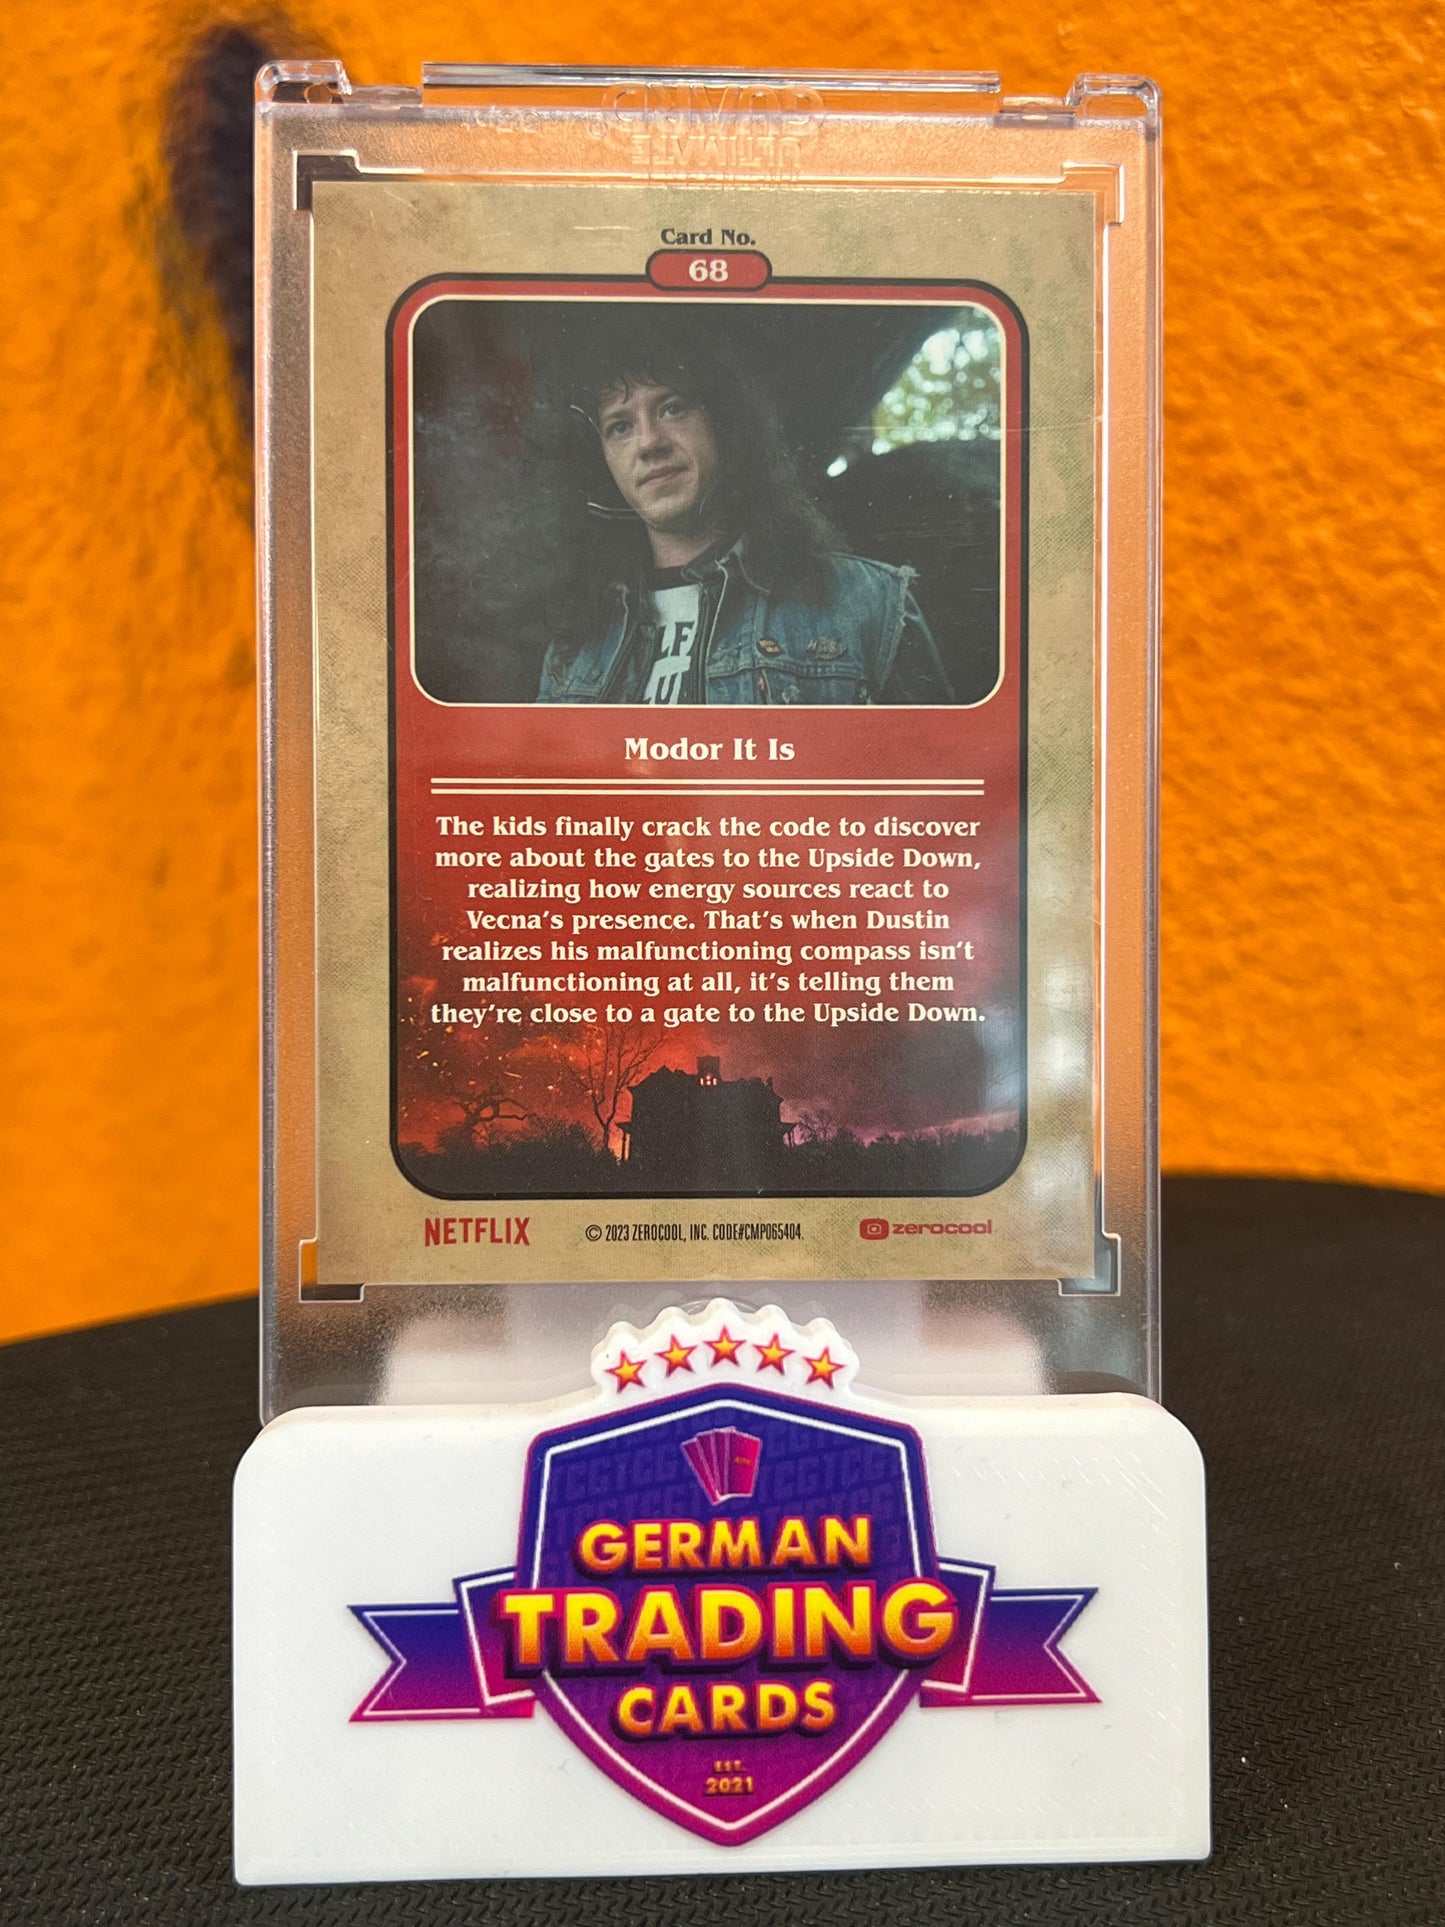 Card No.
68
Modor It Is
The kids finally crack the code to discover
more about the gates to the Upside Down,
realizing how energy sources react to
Vecna's presence. That's when Dustin
realizes his malfunctioning compass isn't
malfunctioning at all, it's telling them
they're close to a gate to the Upside Down.
NETFLIX
© 2023 ZEROCOOL, INC. CODE#CMP065404.
zerocool
GERMAN
TRADING
CARDS
EST.
2021